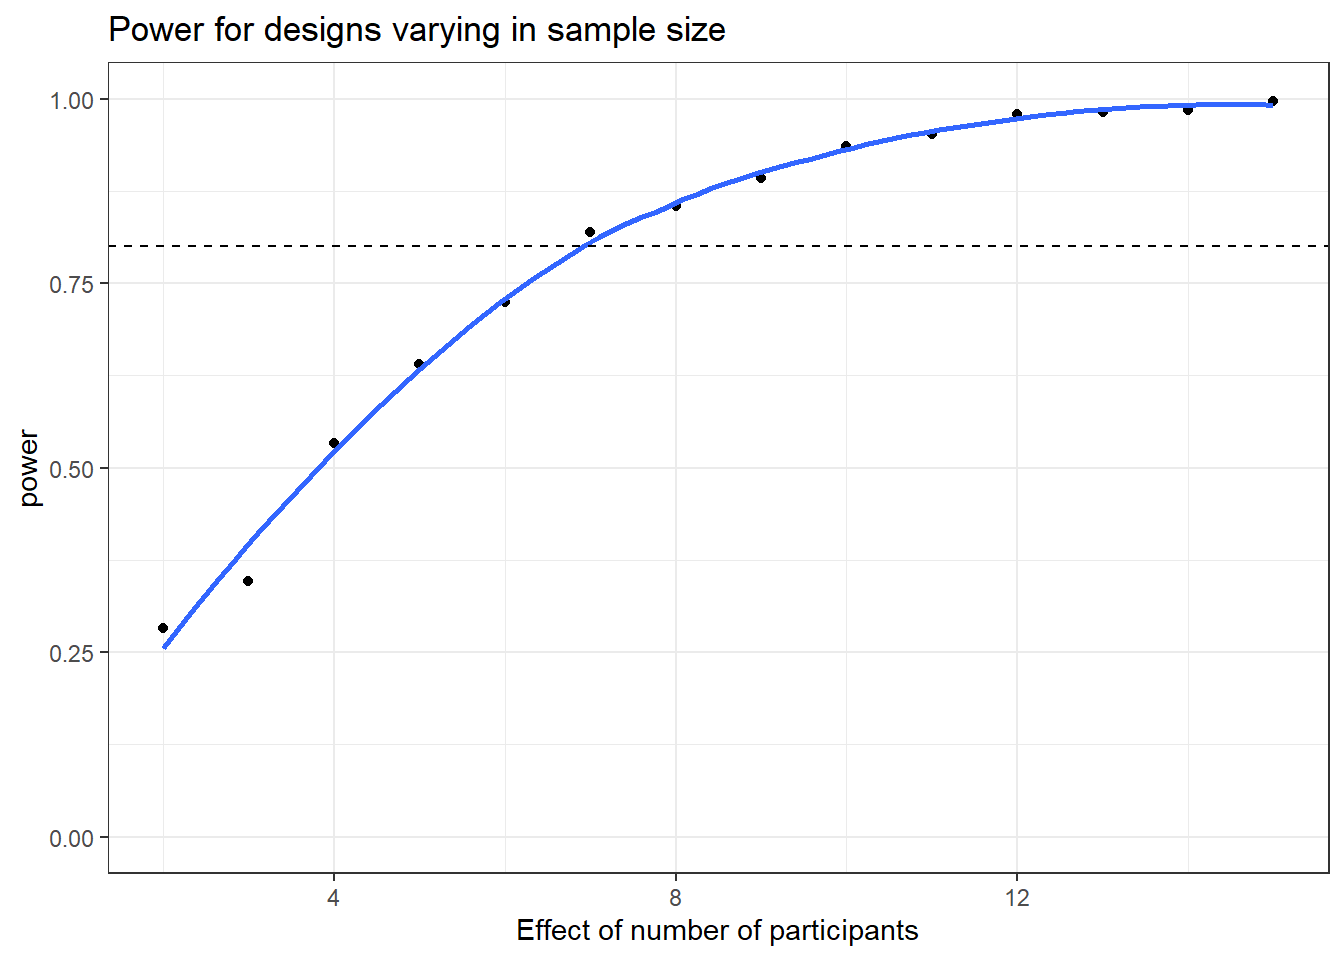 Power for designs varying in sample size
1.00
0.75
0.50
0.25
0.00
power
4
8
12
Effect of number of participants